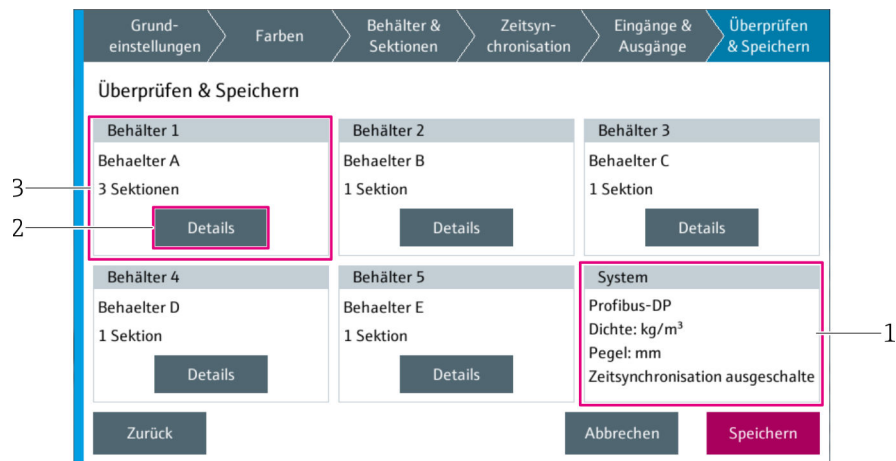 Grund-
einstellungen
Farben
Behälter &
Sektionen
Zeitsyn-
chronisation
Eingänge &
Ausgänge
Überprüfen
& Speichern
Überprüfen & Speichern
Behälter 1
Behaelter A
3 Sektionen
Details
Behälter 2
Behaelter B
1 Sektion
Details
Behälter 3
Behaelter C
1 Sektion
Details
3
2
Behälter 4
Behaelter D
1 Sektion
Details
Behälter 5
Behaelter E
1 Sektion
Details
System
Profibus-DP
Dichte: kg/m³
Pegel: mm
Zeitsynchronisation ausgeschalte
1
Zurück
Abbrechen
Speichern